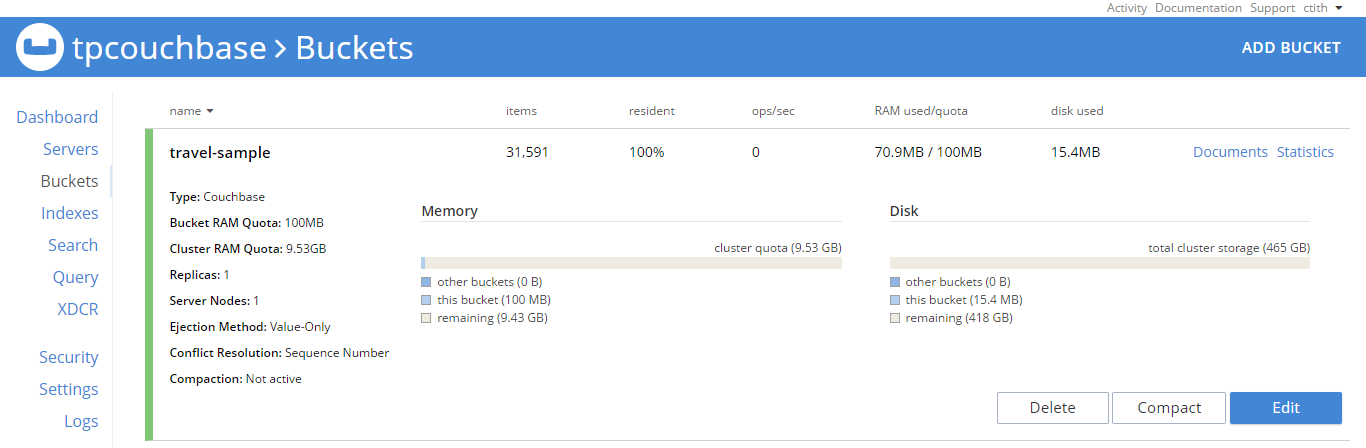 Activity Documentation Support ctith
tpcouchbase > Buckets ADD BUCKET
Dashboard
Servers
Buckets
Indexes
Search
Query
XDCR
Security
Settings
Logs
name items resident ops/sec RAM used/quota disk used
travel-sample 31,591 100% 0 70.9MB / 100MB 15.4MB Documents Statistics
Type: Couchbase
Bucket RAM Quota: 100MB
Cluster RAM Quota: 9.53GB
Replicas: 1
Server Nodes: 1
Ejection Method: Value-Only
Conflict Resolution: Sequence Number
Compaction: Not active
Memory
cluster quota (9.53 GB)
other buckets (0 B)
this bucket (100 MB)
remaining (9.43 GB)
Disk
total cluster storage (465 GB)
other buckets (0 B)
this bucket (15.4 MB)
remaining (418 GB)
Delete Compact Edit